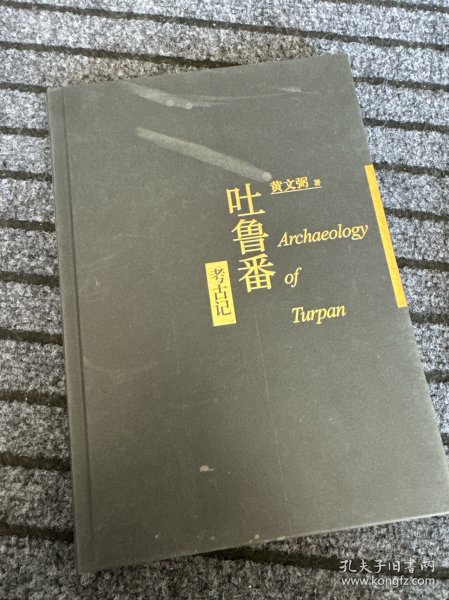 黄文弼 著
吐鲁番
考古记
Archaeology
of
Turpan
孔夫子旧书网
www.kongfz.com